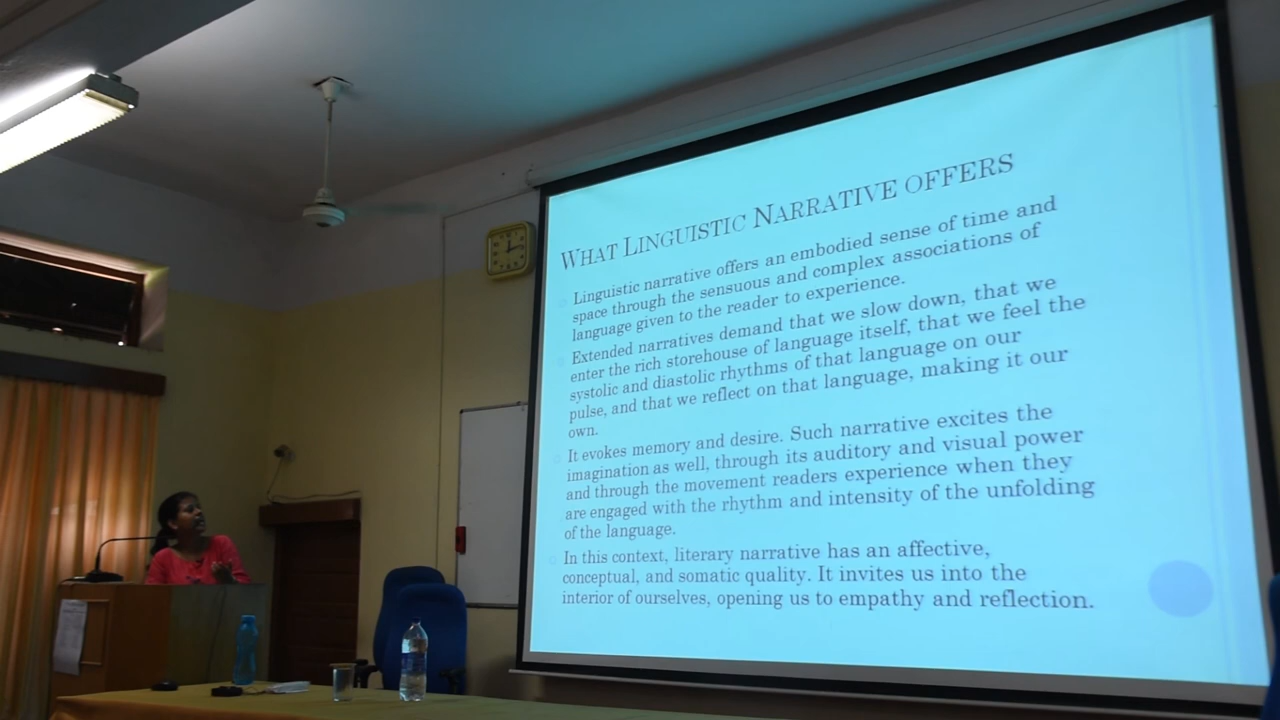 WHAT LINGUISTIC NARRATIVE OFFERS
Linguistic narrative offers an embodied sense of time and
space through the sensuous and complex associations of
language given to the reader to experience.
Extended narratives demand that we slow down, that we
enter the rich storehouse of language itself, that we feel the
systolic and diastolic rhythms of that language on our
pulse, and that we reflect on that language, making it our
own.
It evokes memory and desire. Such narrative excites the
imagination as well, through its auditory and visual power
and through the movement readers experience when they
are engaged with the rhythm and intensity of the unfolding
of the language.
In this context, literary narrative has an affective,
conceptual, and somatic quality. It invites us into the
interior of ourselves, opening us to empathy and reflection.